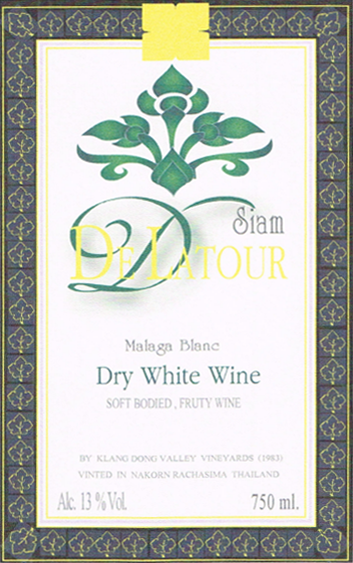 Siam
DE LATOUR
Malaga Blanc
Dry White Wine
SOFT BODIED , FRUTY WINE
BY KLANG DONG VALLEY VINEYARDS (1983)
VINTED IN NAKORN RACHASIMA THAILAND
Alc. 13 % Vol.
750 ml.